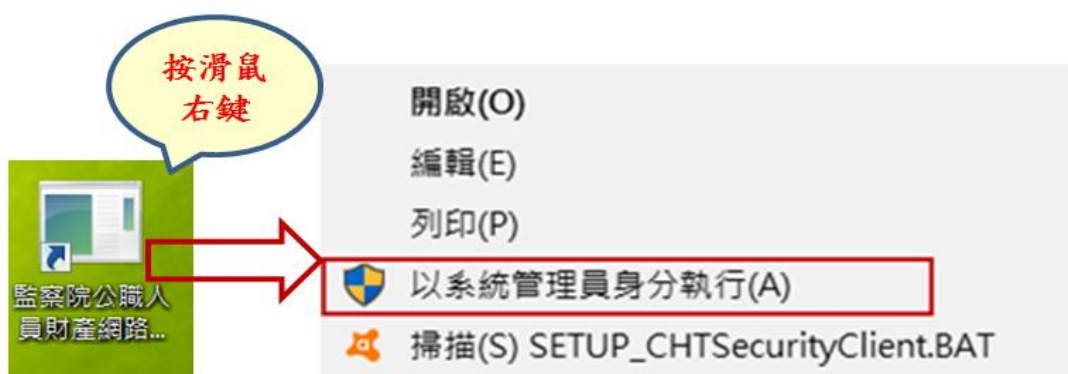 按滑鼠
右鍵
開啟(O)
編輯(E)
列印(P)
以系統管理員身分執行(A)
掃描(S) SETUP_CHTSecurityClient.BAT
監察院公職人
員財產網路...